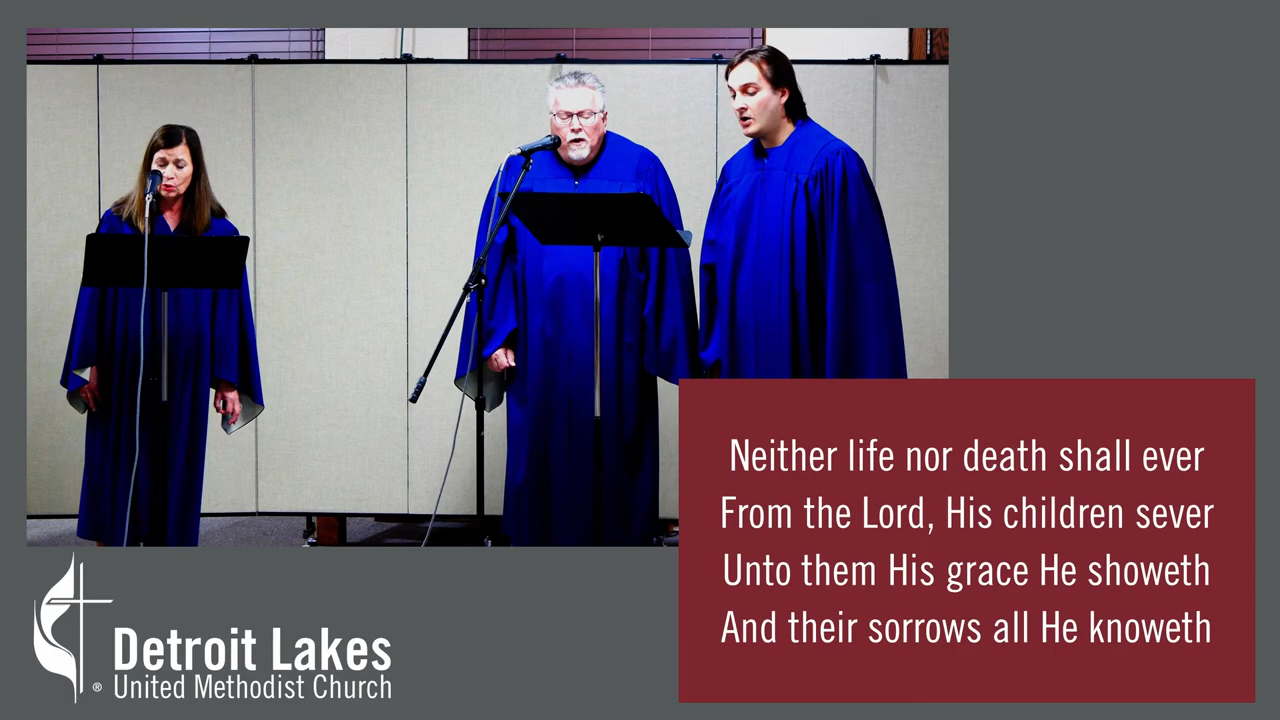 Neither life nor death shall ever
From the Lord, His children sever
Unto them His grace He showeth
And their sorrows all He knoweth
Detroit Lakes
® United Methodist Church